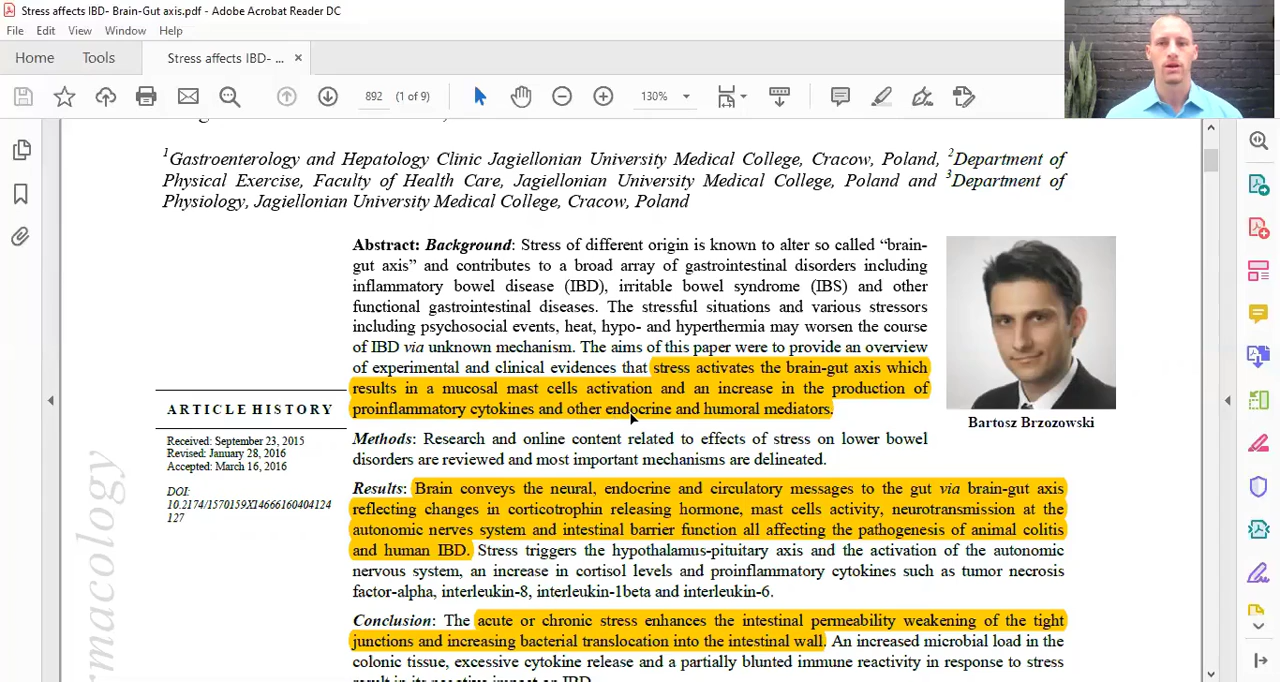 Stress affects IBD- Brain-Gut axis.pdf - Adobe Acrobat Reader DC
File Edit View Window Help
Home Tools Stress affects IBD- ... ×
892 (1 of 9) 130%
1Gastroenterology and Hepatology Clinic Jagiellonian University Medical College, Cracow, Poland, 2Department of
Physical Exercise, Faculty of Health Care, Jagiellonian University Medical College, Poland and 3Department of
Physiology, Jagiellonian University Medical College, Cracow, Poland
Abstract: Background: Stress of different origin is known to alter so called “brain-
gut axis” and contributes to a broad array of gastrointestinal disorders including
inflammatory bowel disease (IBD), irritable bowel syndrome (IBS) and other
functional gastrointestinal diseases. The stressful situations and various stressors
including psychosocial events, heat, hypo- and hyperthermia may worsen the course
of IBD via unknown mechanism. The aims of this paper were to provide an overview
of experimental and clinical evidences that stress activates the brain-gut axis which
results in a mucosal mast cells activation and an increase in the production of
proinflammatory cytokines and other endocrine and humoral mediators.
Methods: Research and online content related to effects of stress on lower bowel
disorders are reviewed and most important mechanisms are delineated.
Results: Brain conveys the neural, endocrine and circulatory messages to the gut via brain-gut axis
reflecting changes in corticotrophin releasing hormone, mast cells activity, neurotransmission at the
autonomic nerves system and intestinal barrier function all affecting the pathogenesis of animal colitis
and human IBD. Stress triggers the hypothalamus-pituitary axis and the activation of the autonomic
nervous system, an increase in cortisol levels and proinflammatory cytokines such as tumor necrosis
factor-alpha, interleukin-8, interleukin-1beta and interleukin-6.
Conclusion: The acute or chronic stress enhances the intestinal permeability weakening of the tight
junctions and increasing bacterial translocation into the intestinal wall. An increased microbial load in the
colonic tissue, excessive cytokine release and a partially blunted immune reactivity in response to stress
result in its negative impact on IBD.
Bartosz Brzozowski
ARTICLE HISTORY
Received: September 23, 2015
Revised: January 28, 2016
Accepted: March 16, 2016
DOI:
10.2174/1570159X14666160404124
127
rmacology